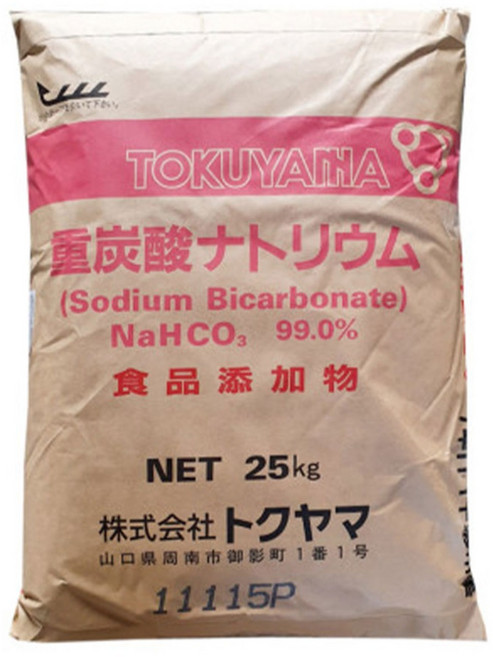 TOKUYAMA
重炭酸ナトリウム
(Sodium Bicarbonate)
NaHCO₃ 99.0%
食品添加物
NET 25kg
株式会社トクヤマ
山口県周南市御影町1番1号
11115P